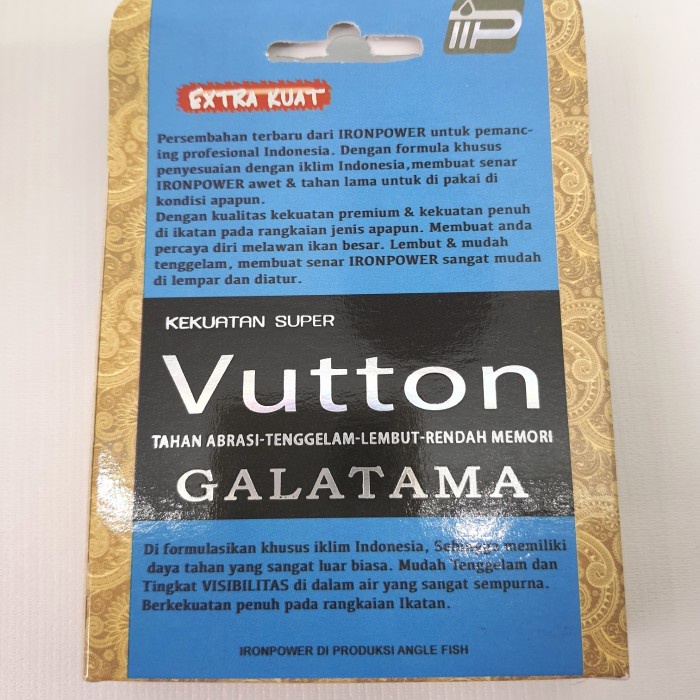 IIP
EXTRA KUAT
Persembahan terbaru dari IRONPOWER untuk pemanc-
ing profesional Indonesia. Dengan formula khusus
penyesuaian dengan iklim Indonesia,membuat senar
IRONPOWER awet & tahan lama untuk di pakai di
kondisi apapun.
Dengan kualitas kekuatan premium & kekuatan penuh
di ikatan pada rangkaian jenis apapun. Membuat anda
percaya diri melawan ikan besar. Lembut & mudah
tenggelam, membuat senar IRONPOWER sangat mudah
di lempar dan diatur.
KEKUATAN SUPER
Vutton
TAHAN ABRASI-TENGGELAM-LEMBUT-RENDAH MEMORI
GALATAMA
Di formulasikan khusus iklim Indonesia, Sehingga memiliki
daya tahan yang sangat luar biasa. Mudah Tenggelam dan
Tingkat VISIBILITAS di dalam air yang sangat sempurna.
Berkekuatan penuh pada rangkaian Ikatan.
IRONPOWER DI PRODUKSI ANGLE FISH